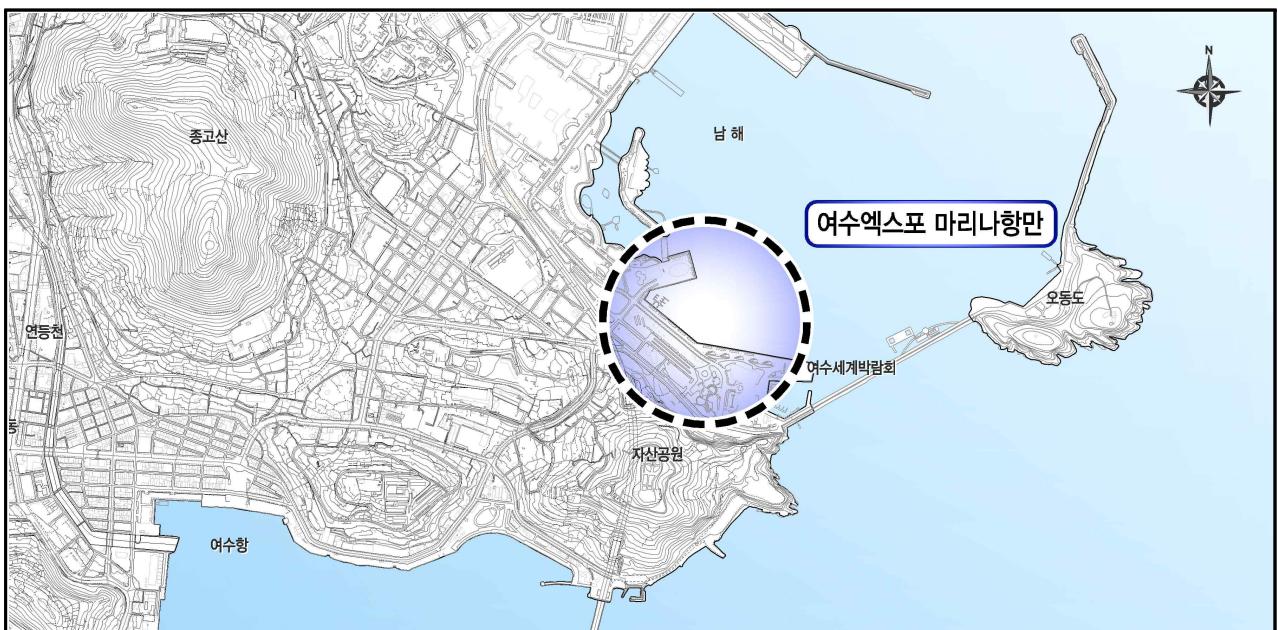 N
종고산
남 해
여수엑스포 마리나항만
오동도
연등천
여수세계박람회
동
자산공원
여수항